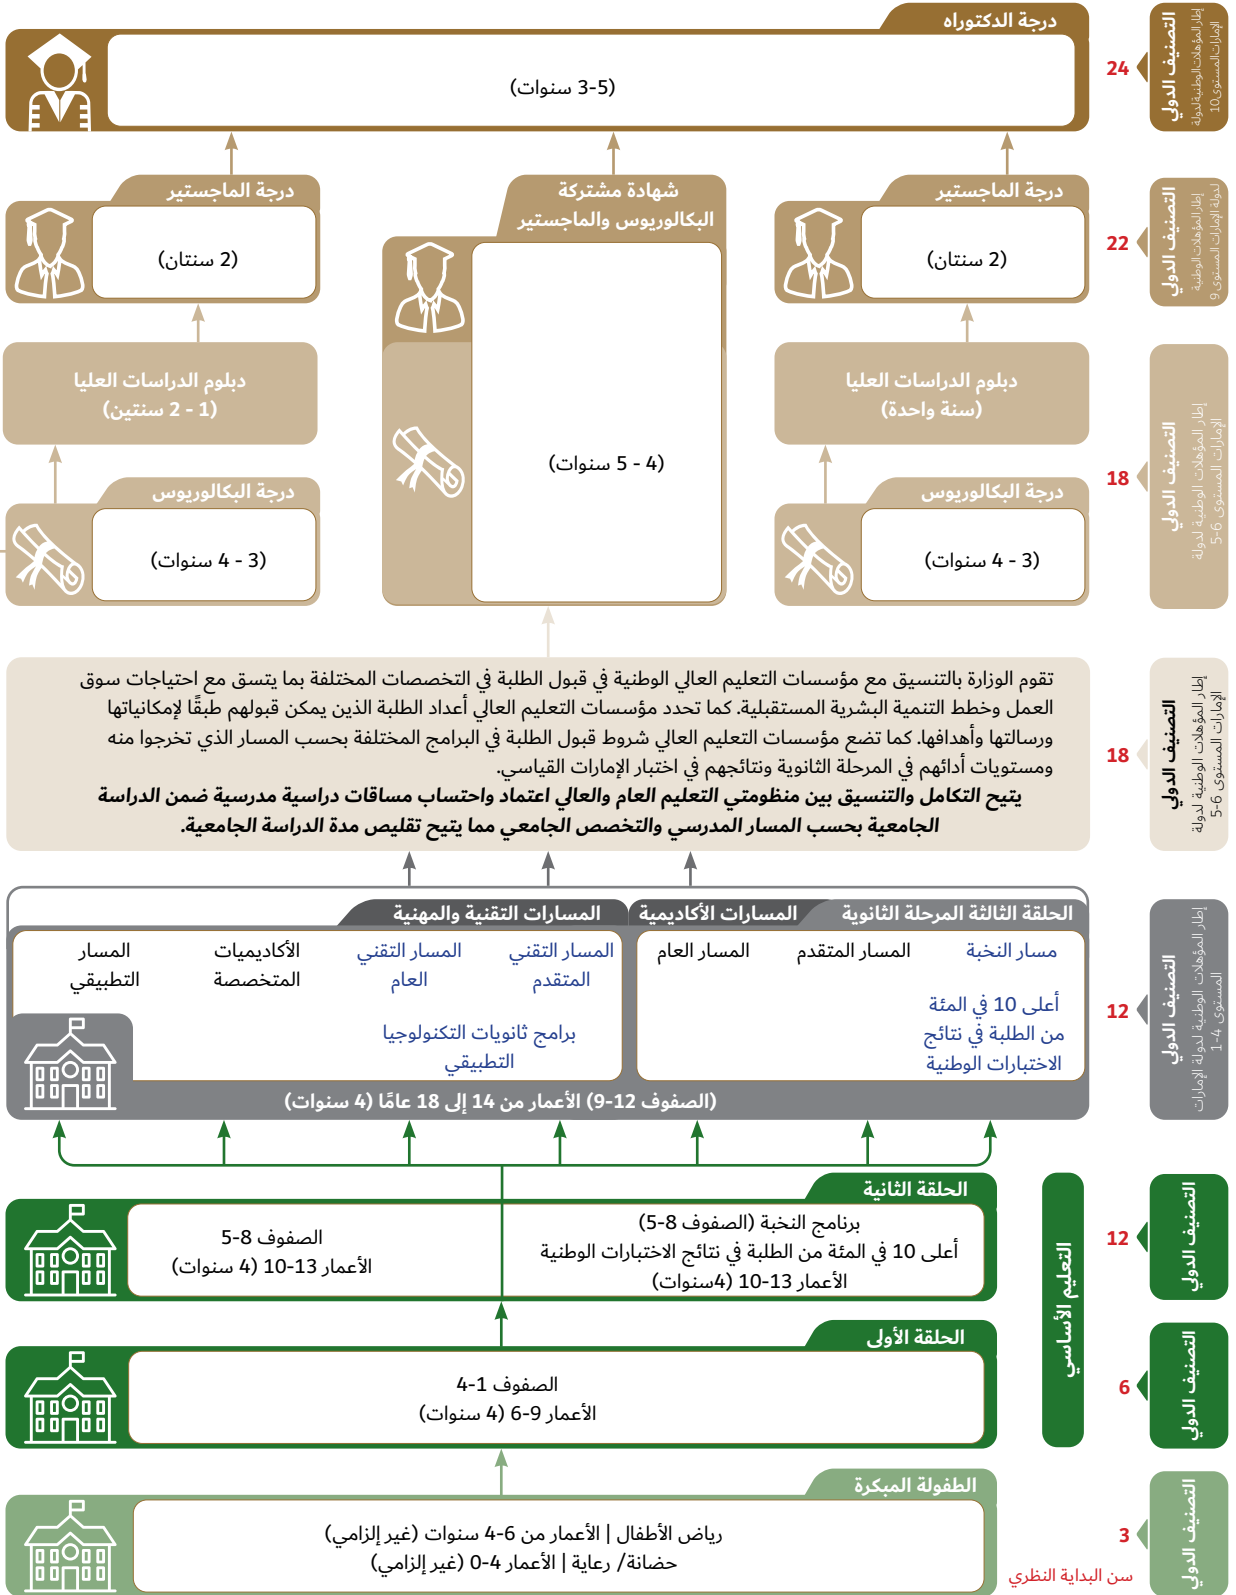 درجة الدكتوراه
(3-5 سنوات)
التصنيف الدولي
إطار المؤهلات الوطنية لدولة
الإمارات المستوى 10
24
درجة الماجستير
(2 سنتان)
شهادة مشتركة
البكالوريوس والماجستير
(4 - 5 سنوات)
درجة الماجستير
(2 سنتان)
التصنيف الدولي
إطار المؤهلات الوطنية
لدولة الإمارات المستوى 9
22
دبلوم الدراسات العليا
(سنة واحدة)
دبلوم الدراسات العليا
(1 - 2 سنتين)
درجة البكالوريوس
(3 - 4 سنوات)
درجة البكالوريوس
(3 - 4 سنوات)
التصنيف الدولي
إطار المؤهلات الوطنية لدولة
الإمارات المستوى 6-5
18
تقوم الوزارة بالتنسيق مع مؤسسات التعليم العالي الوطنية في قبول الطلبة في التخصصات المختلفة بما يتسق مع احتياجات سوق
العمل وخطط التنمية البشرية المستقبلية. كما تحدد مؤسسات التعليم العالي أعداد الطلبة الذين يمكن قبولهم طبقًا لإمكانياتها
ورسالتها وأهدافها. كما تضع مؤسسات التعليم العالي شروط قبول الطلبة في البرامج المختلفة بحسب المسار الذي تخرجوا منه
ومستويات أدائهم في المرحلة الثانوية ونتائجهم في اختبار الإمارات القياسي.
يتيح التكامل والتنسيق بين منظومتي التعليم العام والعالي اعتماد واحتساب مساقات دراسية مدرسية ضمن الدراسة
الجامعية بحسب المسار المدرسي والتخصص الجامعي مما يتيح تقليص مدة الدراسة الجامعية.
التصنيف الدولي
إطار المؤهلات الوطنية لدولة
الإمارات المستوى 6-5
18
الحلقة الثالثة المرحلة الثانوية
المسارات الأكاديمية
المسارات التقنية والمهنية
مسار النخبة
أعلى 10 في المئة
من الطلبة في نتائج
الاختبارات الوطنية
المسار المتقدم
المسار العام
المسار التقني
المتقدم
المسار التقني
العام
برامج ثانويات التكنولوجيا
التطبيقي
الأكاديميات
المتخصصة
المسار
التطبيقي
(الصفوف 12-9) الأعمار من 14 إلى 18 عامًا (4 سنوات)
التصنيف الدولي
إطار المؤهلات الوطنية لدولة الإمارات
المستوى 4-1
12
الحلقة الثانية
برنامج النخبة (الصفوف 8-5)
أعلى 10 في المئة من الطلبة في نتائج الاختبارات الوطنية
الأعمار 13-10 (4سنوات)
الصفوف 8-5
الأعمار 13-10 (4 سنوات)
التصنيف الدولي
12
التعليم الأساسي
الحلقة الأولى
الصفوف 1-4
الأعمار 9-6 (4 سنوات)
التصنيف الدولي
6
الطفولة المبكرة
رياض الأطفال | الأعمار من 6-4 سنوات (غير إلزامي)
حضانة/ رعاية | الأعمار 4-0 (غير إلزامي)
التصنيف الدولي
3
سن البداية النظري